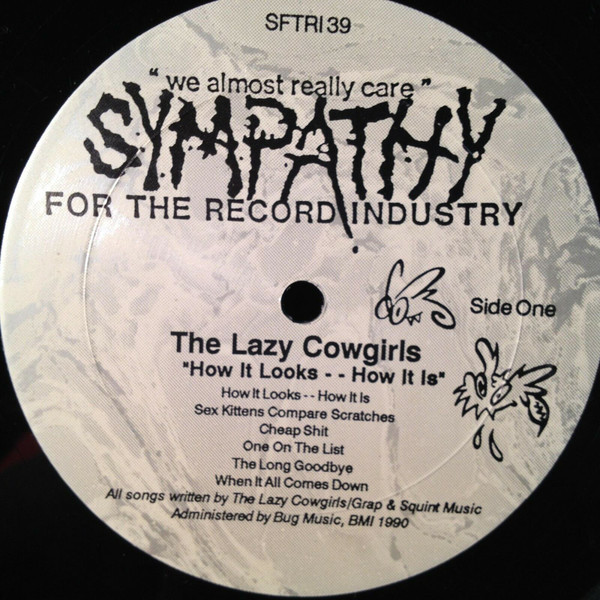 SFTRI 39
"we almost really care"
SYMPATHY
FOR THE RECORD INDUSTRY
Side One
The Lazy Cowgirls
"How It Looks - - How It Is"
How It Looks - - How It Is
Sex Kittens Compare Scratches
Cheap Shit
One On The List
The Long Goodbye
When It All Comes Down
All songs written by The Lazy Cowgirls/Grap & Squint Music
Administered by Bug Music, BMI 1990